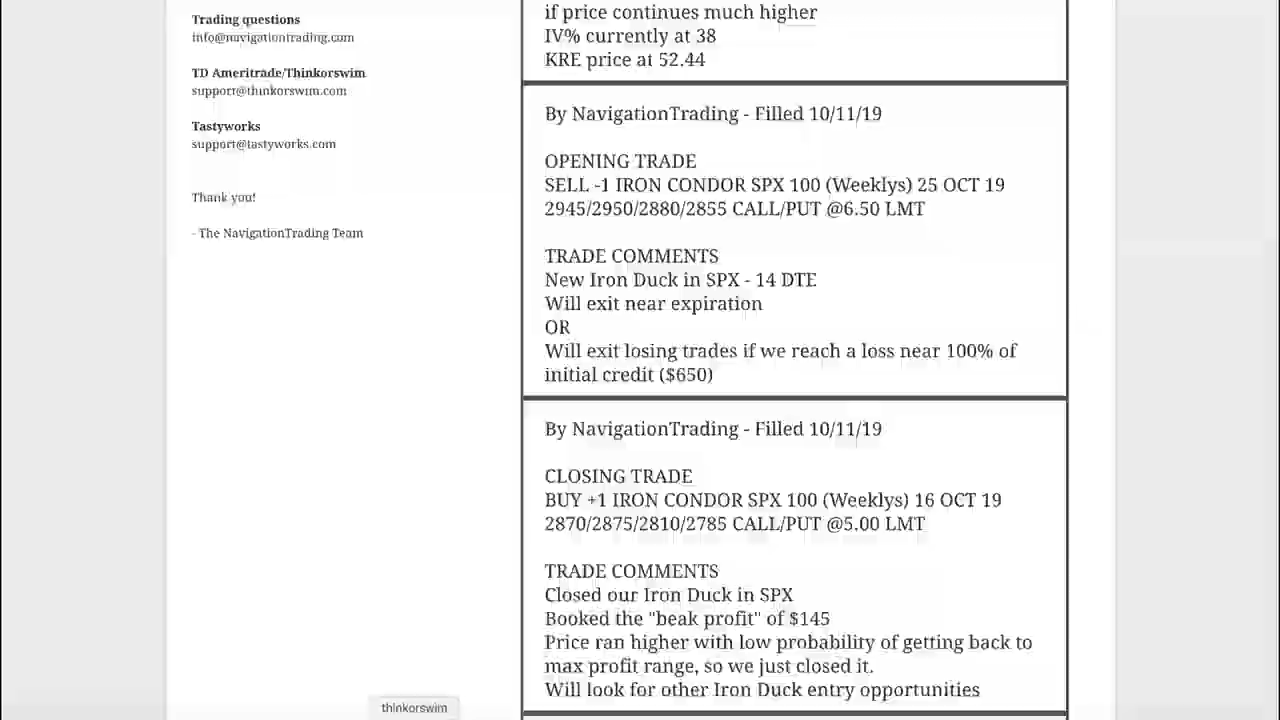 Trading questions
info@navigationtrading.com
TD Ameritrade/Thinkorswim
support@thinkorswim.com
Tastyworks
support@tastyworks.com
Thank you!
- The NavigationTrading Team
if price continues much higher
IV% currently at 38
KRE price at 52.44
By NavigationTrading - Filled 10/11/19
OPENING TRADE
SELL -1 IRON CONDOR SPX 100 (Weeklys) 25 OCT 19
2945/2950/2880/2855 CALL/PUT @6.50 LMT
TRADE COMMENTS
New Iron Duck in SPX - 14 DTE
Will exit near expiration
OR
Will exit losing trades if we reach a loss near 100% of
initial credit ($650)
By NavigationTrading - Filled 10/11/19
CLOSING TRADE
BUY +1 IRON CONDOR SPX 100 (Weeklys) 16 OCT 19
2870/2875/2810/2785 CALL/PUT @5.00 LMT
TRADE COMMENTS
Closed our Iron Duck in SPX
Booked the "beak profit" of $145
Price ran higher with low probability of getting back to
max profit range, so we just closed it.
Will look for other Iron Duck entry opportunities
thinkorswim